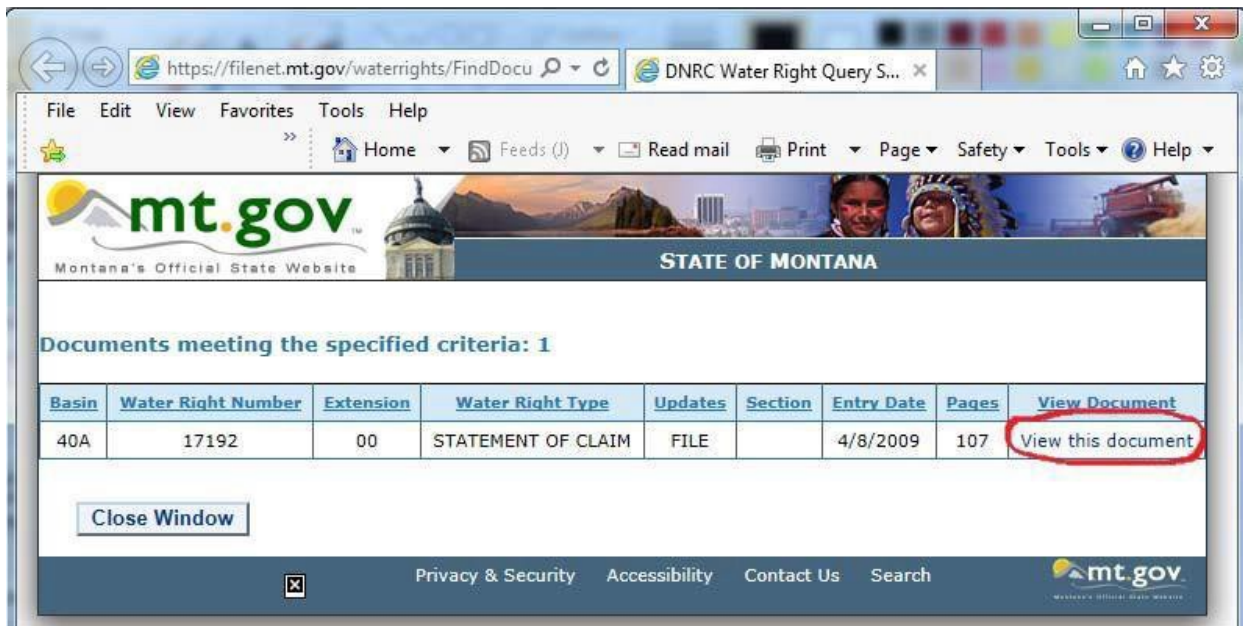 https://filenet.mt.gov/waterrights/FindDocu
DNRC Water Right Query S...
File Edit View Favorites Tools Help
Home Feeds (J) Read mail Print Page Safety Tools Help
mt.gov
Montana's Official State Website
STATE OF MONTANA
Documents meeting the specified criteria: 1
Basin Water Right Number Extension Water Right Type Updates Section Entry Date Pages View Document
40A 17192 00 STATEMENT OF CLAIM FILE 4/8/2009 107 View this document
Close Window
Privacy & Security Accessibility Contact Us Search
mt.gov
Montana's Official State Website